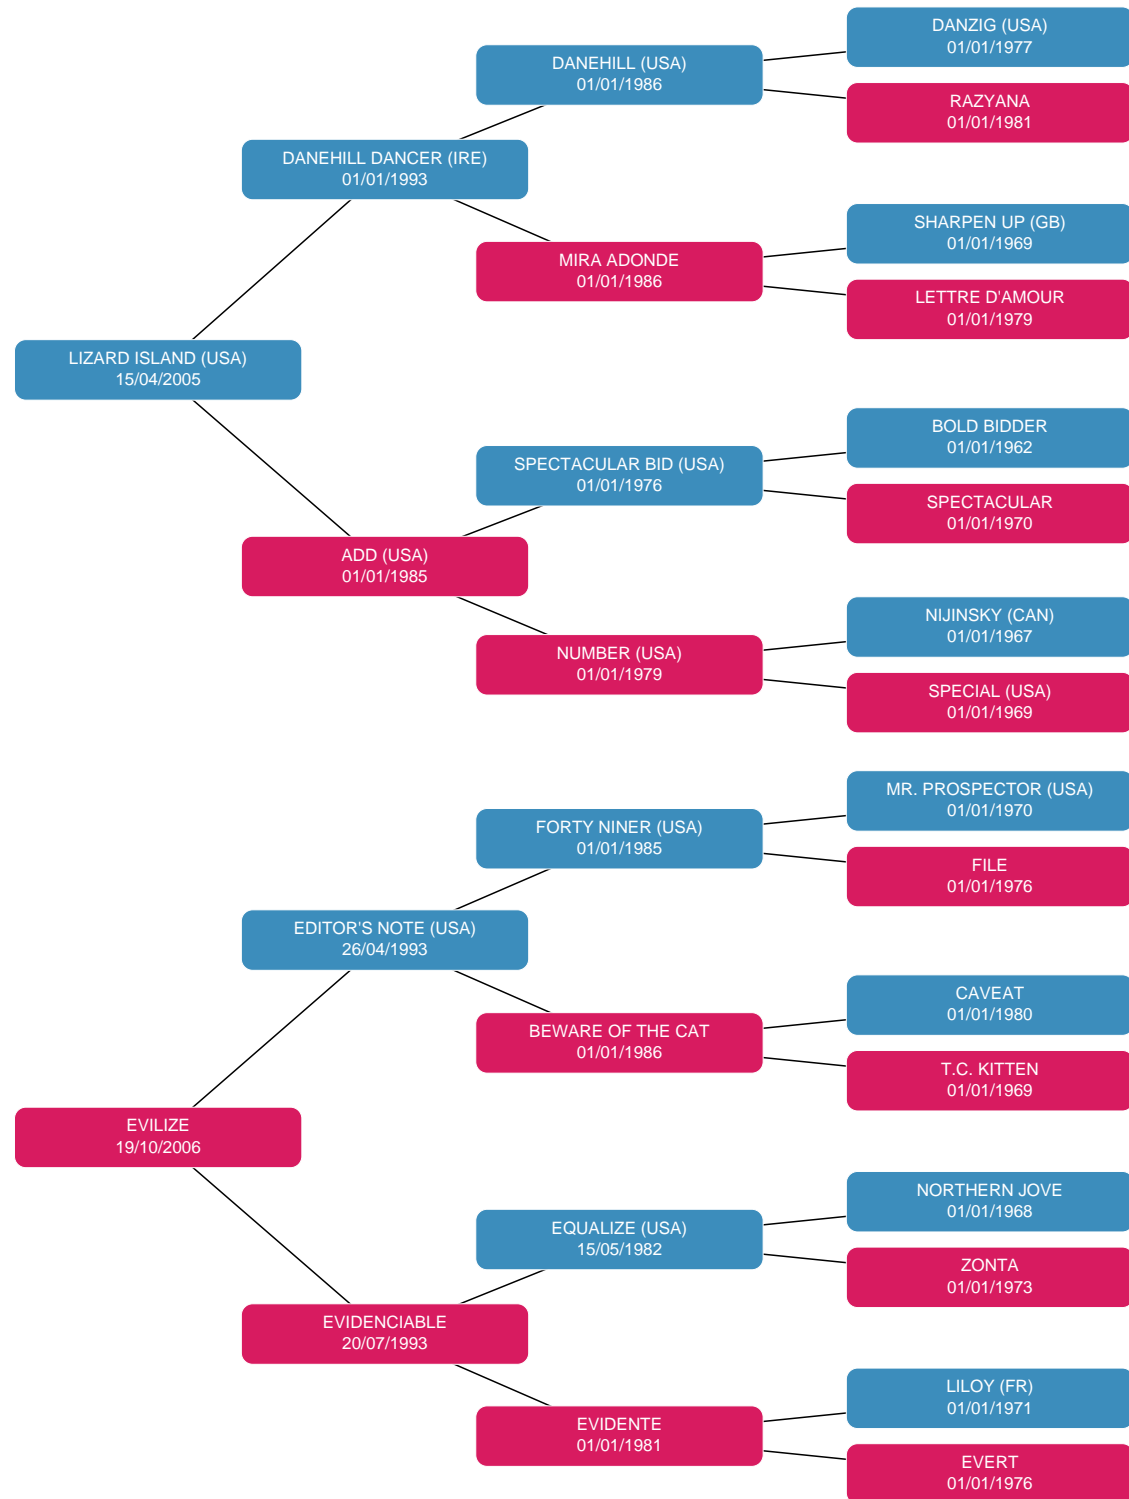 DANZIG (USA)
01/01/1977
DANEHILL (USA)
01/01/1986
RAZYANA
01/01/1981
DANEHILL DANCER (IRE)
01/01/1993
SHARPEN UP (GB)
01/01/1969
MIRA ADONDE
01/01/1986
LETTRE D'AMOUR
01/01/1979
LIZARD ISLAND (USA)
15/04/2005
BOLD BIDDER
01/01/1962
SPECTACULAR BID (USA)
01/01/1976
SPECTACULAR
01/01/1970
ADD (USA)
01/01/1985
NIJINSKY (CAN)
01/01/1967
NUMBER (USA)
01/01/1979
SPECIAL (USA)
01/01/1969
MR. PROSPECTOR (USA)
01/01/1970
FORTY NINER (USA)
01/01/1985
FILE
01/01/1976
EDITOR'S NOTE (USA)
26/04/1993
CAVEAT
01/01/1980
BEWARE OF THE CAT
01/01/1986
T.C. KITTEN
01/01/1969
EVILIZE
19/10/2006
NORTHERN JOVE
01/01/1968
EQUALIZE (USA)
15/05/1982
ZONTA
01/01/1973
EVIDENCIABLE
20/07/1993
LILOY (FR)
01/01/1971
EVIDENTE
01/01/1981
EVERT
01/01/1976